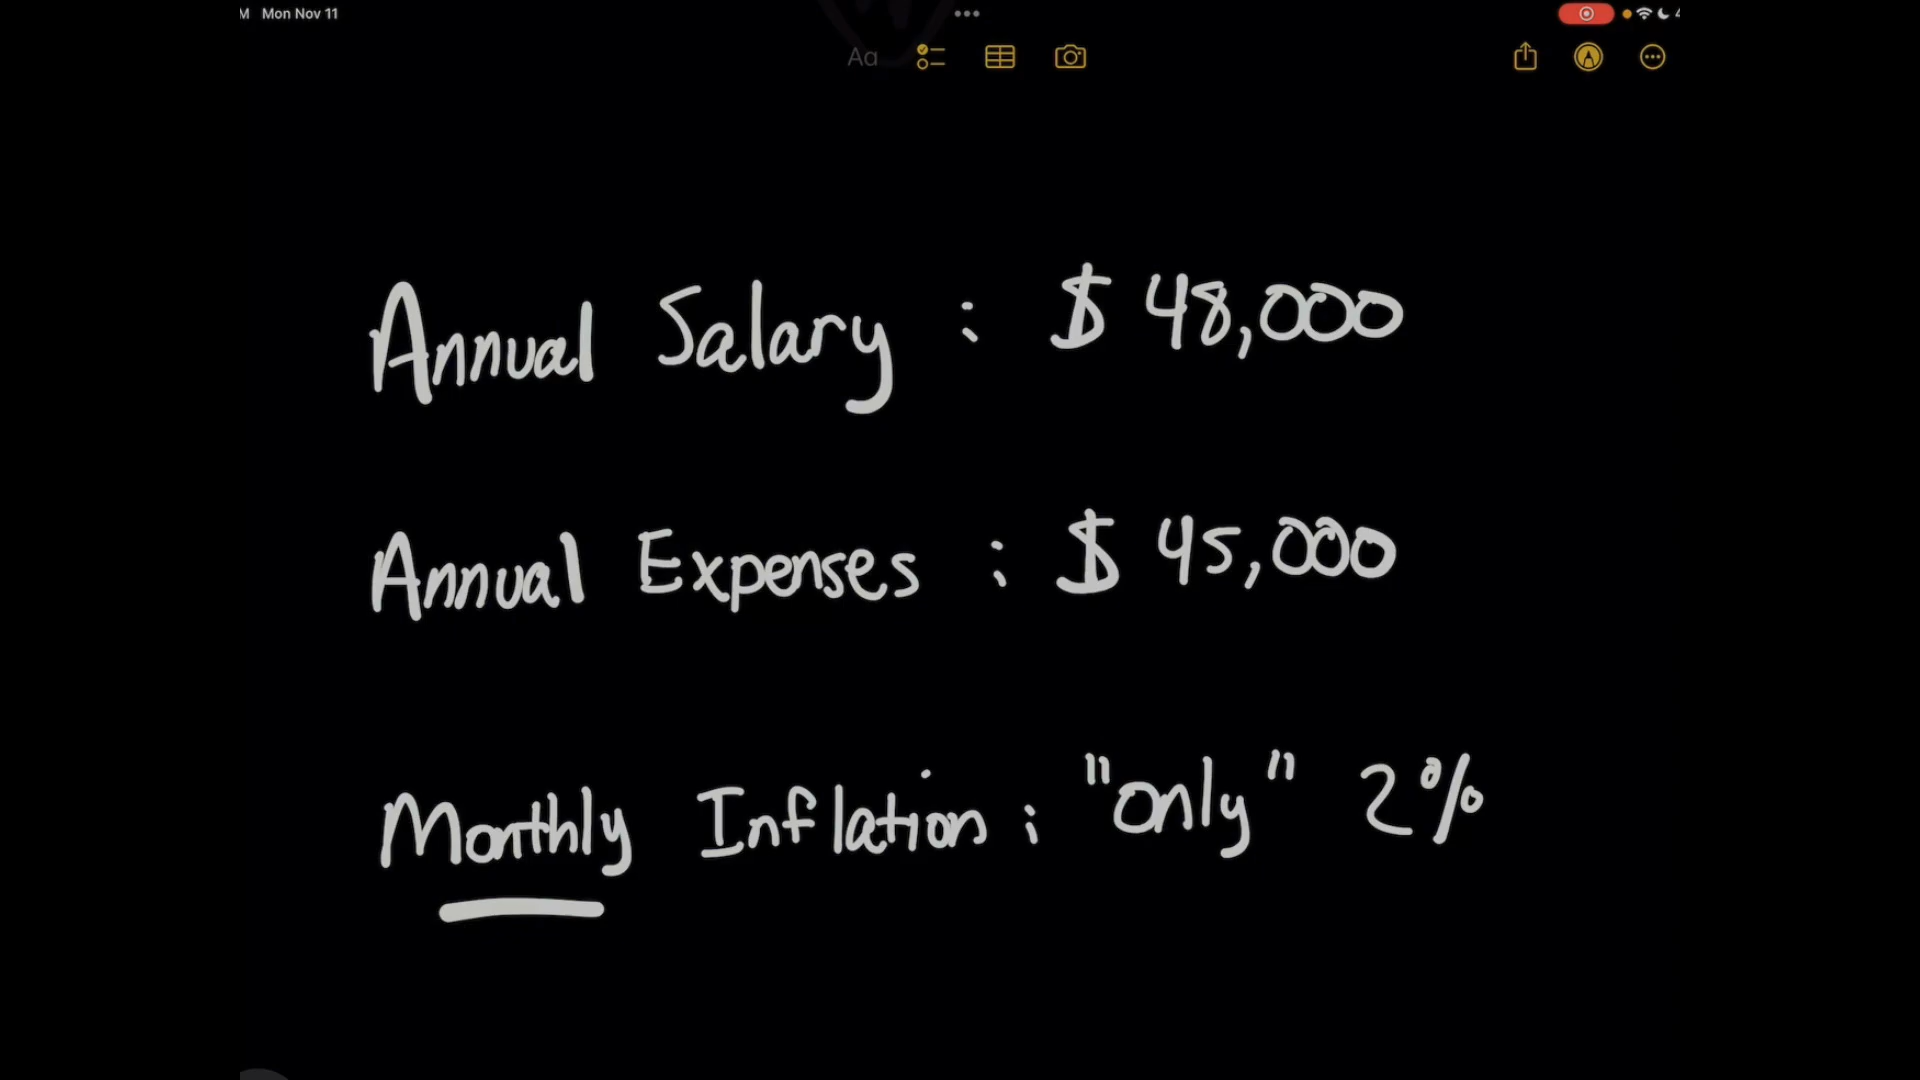 Mon Nov 11
Aa
Annual Salary : $ 48,000
Annual Expenses : $ 45,000
Monthly Inflation : "only" 2%